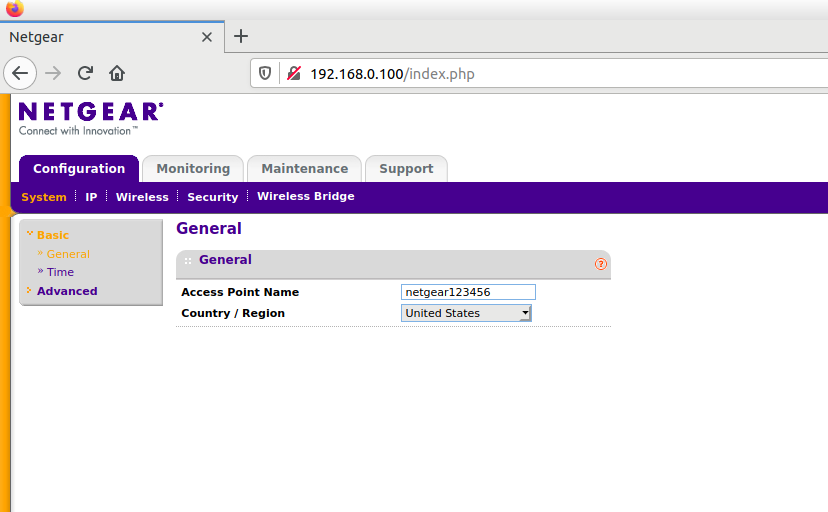 Netgear
192.168.0.100/index.php
NETGEAR®
Connect with Innovation™
Configuration Monitoring Maintenance Support
System IP Wireless Security Wireless Bridge
Basic
» General
» Time
Advanced
General
:: General ?
Access Point Name netgear123456
Country / Region United States